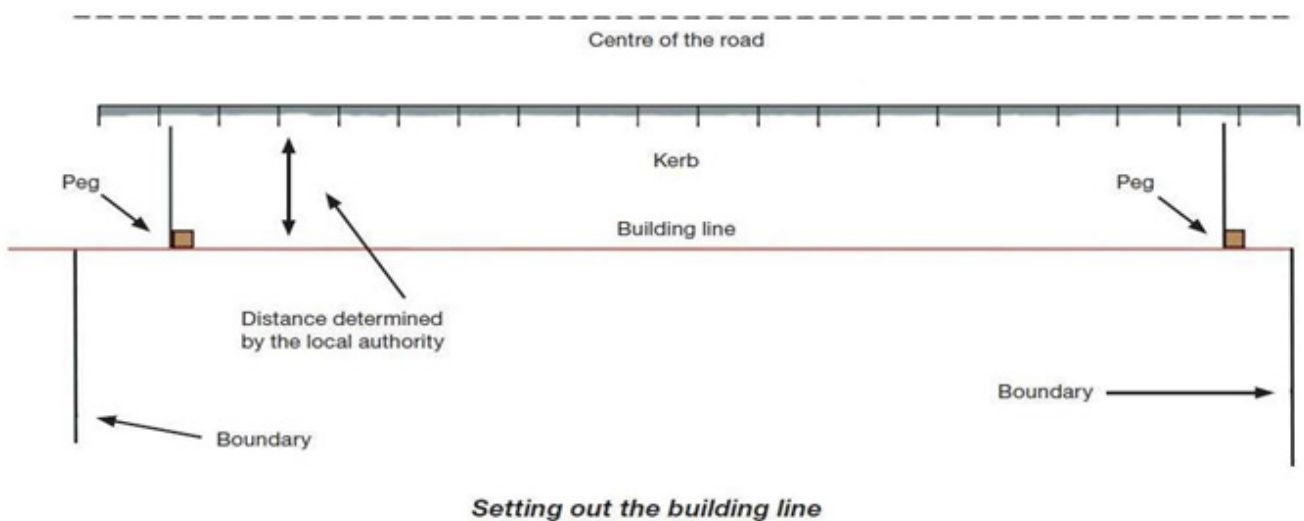 Centre of the road
Kerb
Peg
Peg
Building line
Distance determined
by the local authority
Boundary
Boundary
Setting out the building line